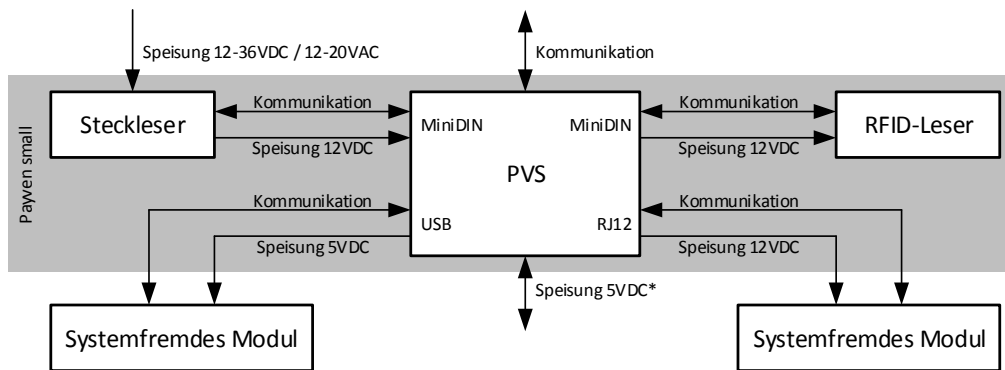 Speisung 12-36VDC / 12-20VAC
Kommunikation
Payven small
Steckleser
Kommunikation
Speisung 12VDC
MiniDIN
MiniDIN
PVS
Kommunikation
Speisung 12VDC
RFID-Leser
Kommunikation
Speisung 5VDC
USB
RJ12
Kommunikation
Speisung 12VDC
Speisung 5VDC*
Systemfremdes Modul
Systemfremdes Modul